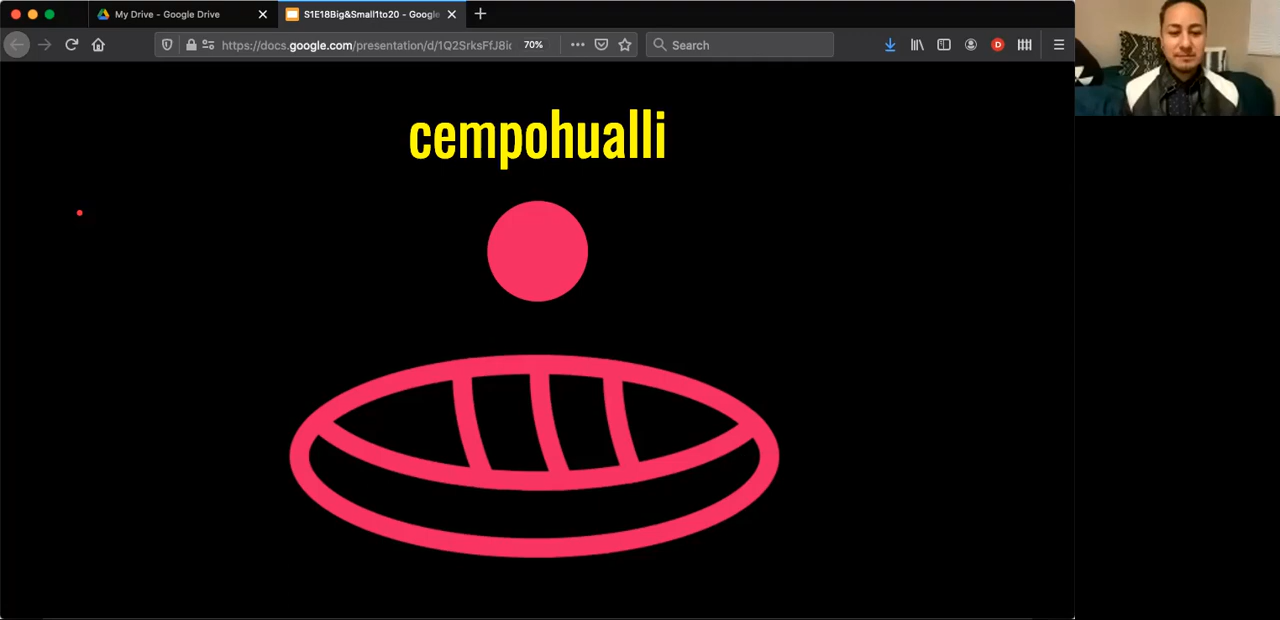 My Drive - Google Drive
S1E18Big&Small1to20 - Google
https://docs.google.com/presentation/d/1Q2SrksFfJ8i
70%
Search
D
cempohualli